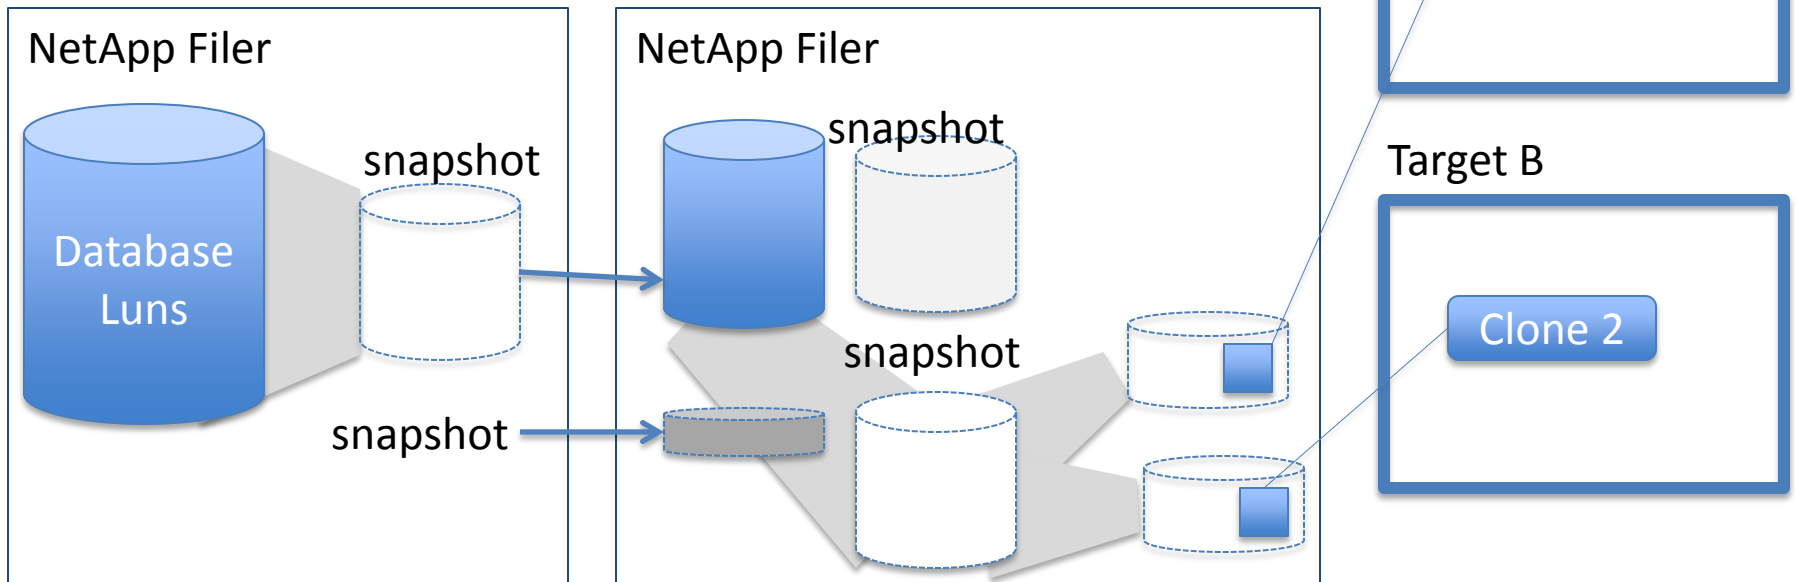 NetApp Filer
snapshot
Database
Luns
snapshot
NetApp Filer
snapshot
snapshot
Target B
Clone 2